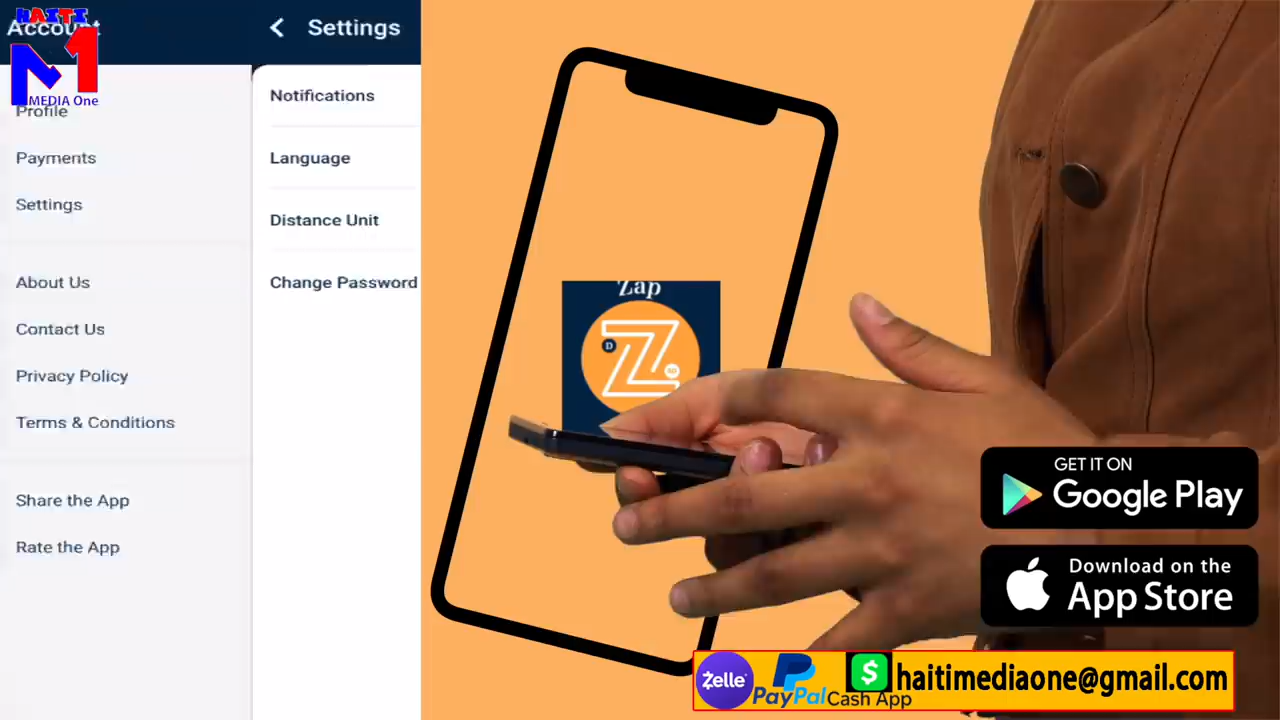 HAITI
M1
MEDIA One
Account
Profile
Payments
Settings
About Us
Contact Us
Privacy Policy
Terms & Conditions
Share the App
Rate the App
Settings
Notifications
Language
Distance Unit
Change Password
Zap
D
Z
GET IT ON
Google Play
Download on the
App Store
Zelle
PayPal
$
Cash App
haitimediaone@gmail.com